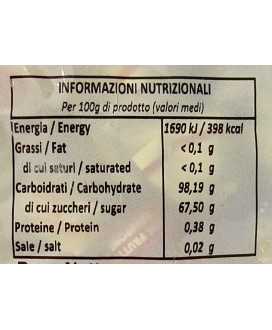 INFORMAZIONI NUTRIZIONALI
Per 100g di prodotto (valori medi)
Energia / Energy 1690 kJ / 398 kcal
Grassi / Fat <0,1 g
di cui saturi / saturated <0,1 g
Carboidrati / Carbohydrate 98,19 g
di cui zuccheri / sugar 67,50 g
Proteine / Protein 0,38 g
Sale / salt 0,02 g